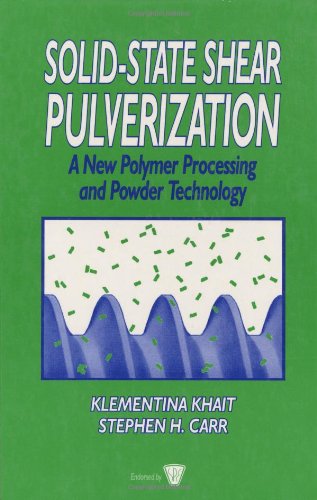 SOLID-STATE SHEAR
PULVERIZATION
A New Polymer Processing
and Powder Technology
KLEMENTINA KHAIT
STEPHEN H. CARR
Endorsed by